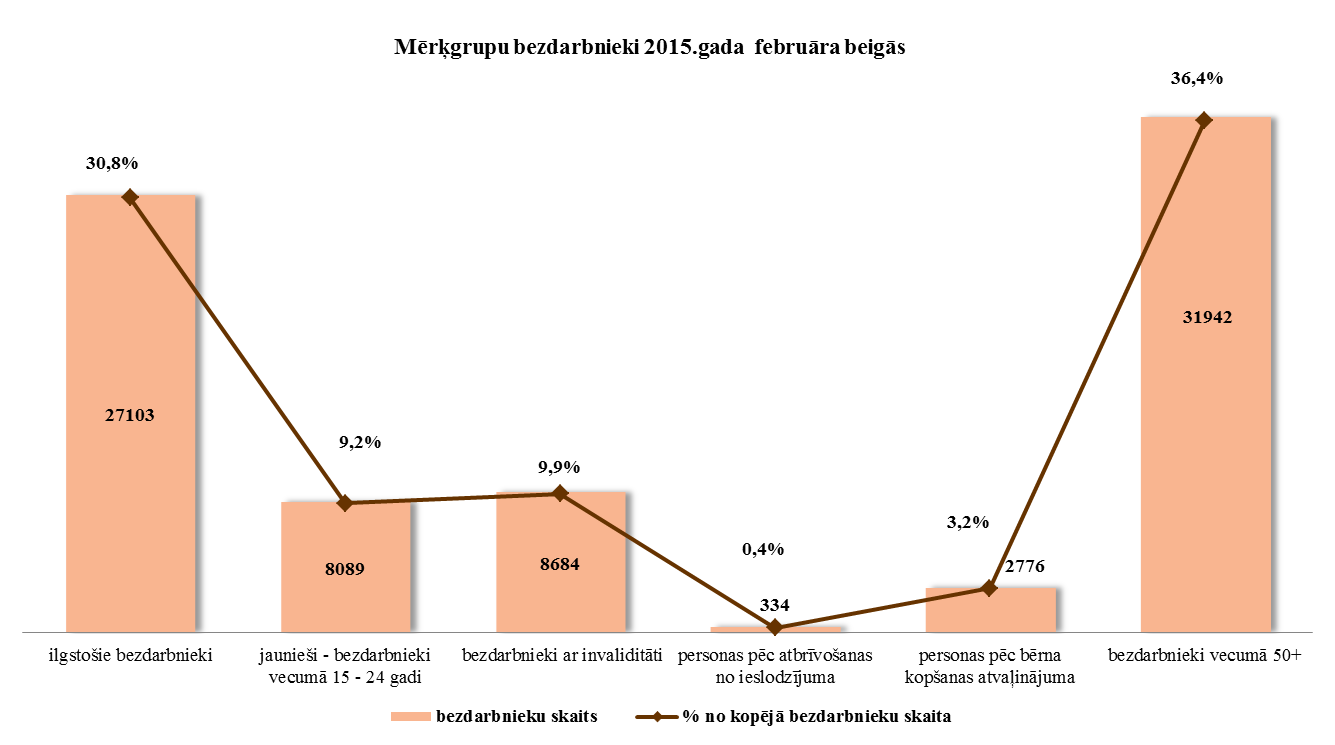 Mērķgrupu bezdarbnieki 2015.gada februāra beigās
36,4%
30,8%
31942
27103
9,2%
9,9%
8089
8684
0,4%
334
3,2%
2776
ilgstošie bezdarbnieki
jaunieši - bezdarbnieki
vecumā 15 - 24 gadi
bezdarbnieki ar invaliditāti
personas pēc atbrīvošanas
no ieslodzījuma
personas pēc bērna
kopšanas atvaļinājuma
bezdarbnieki vecumā 50+
bezdarbnieku skaits
% no kopējā bezdarbnieku skaita